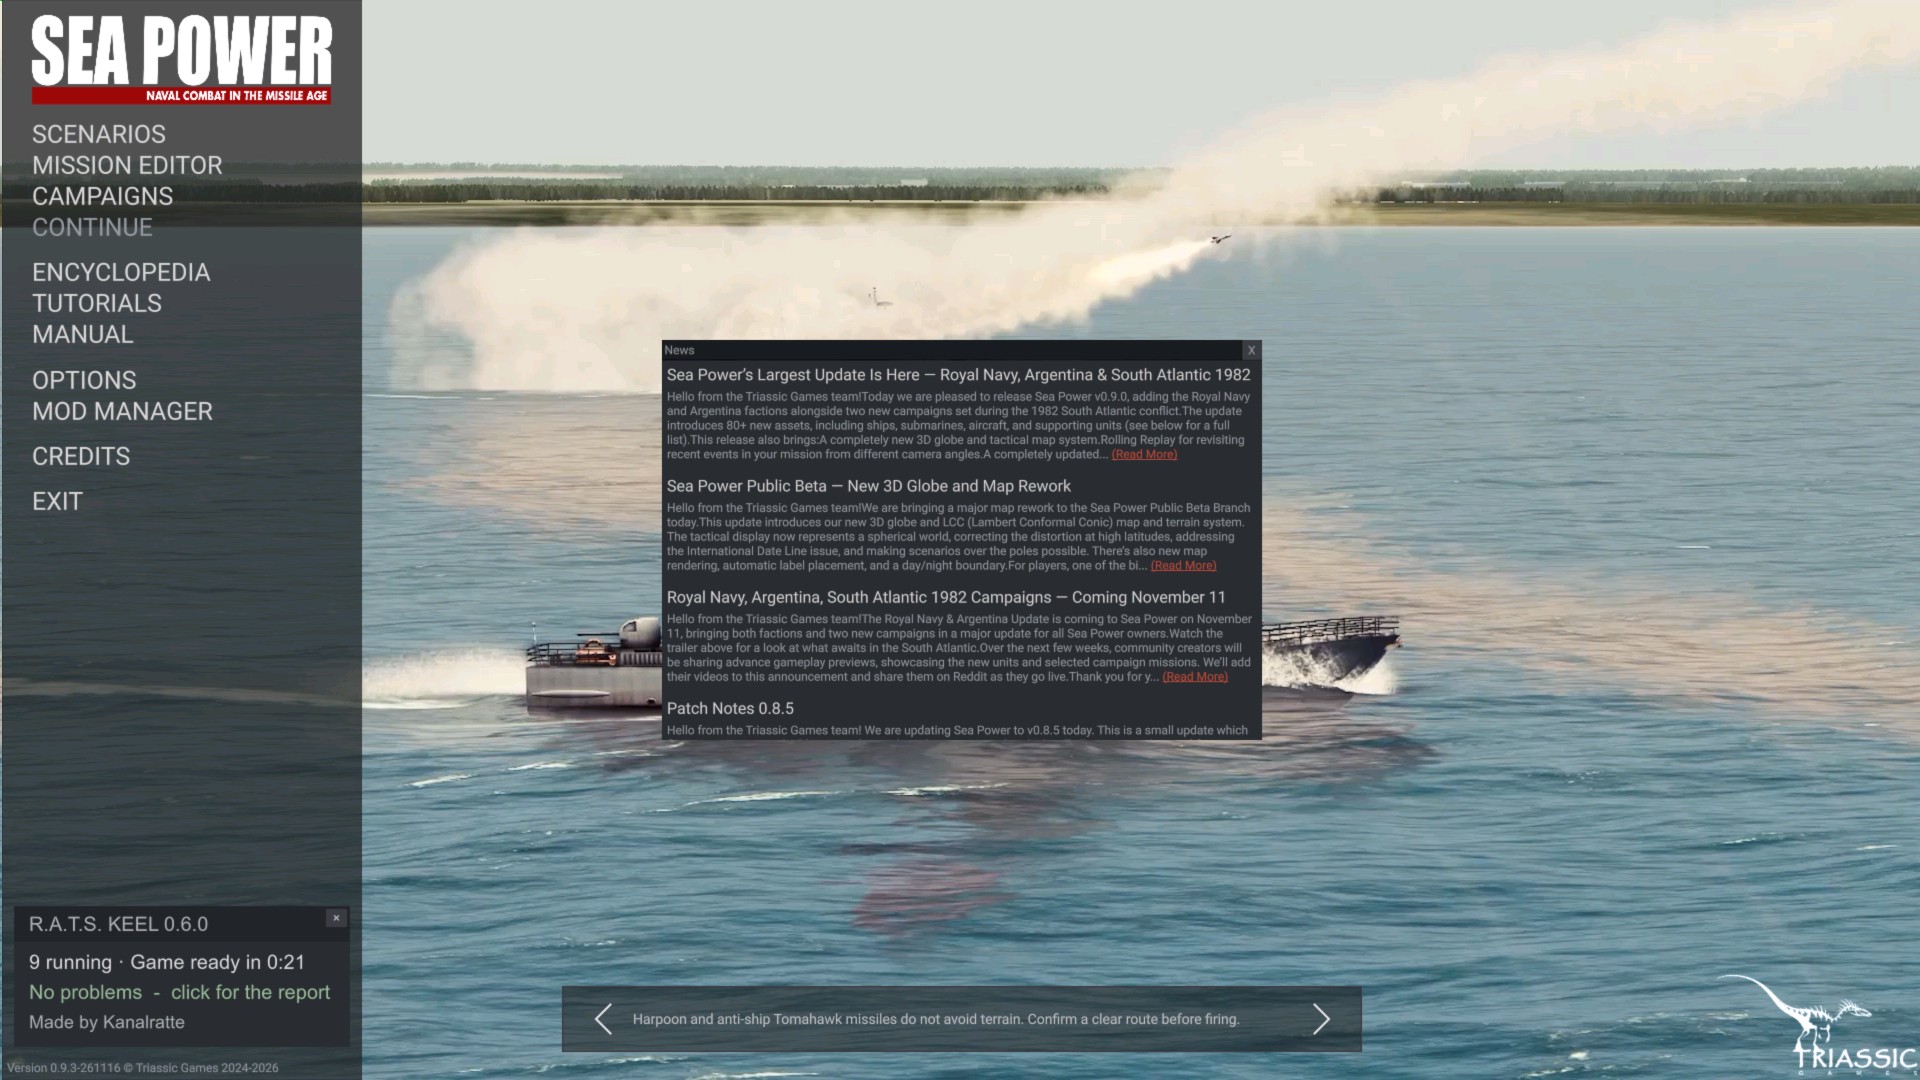 SEA POWER
NAVAL COMBAT IN THE MISSILE AGE
SCENARIOS
MISSION EDITOR
CAMPAIGNS
CONTINUE
ENCYCLOPEDIA
TUTORIALS
MANUAL
OPTIONS
MOD MANAGER
CREDITS
EXIT
News
X
Sea Power's Largest Update Is Here — Royal Navy, Argentina & South Atlantic 1982
Hello from the Triassic Games team!Today we are pleased to release Sea Power v0.9.0, adding the Royal Navy
and Argentina factions alongside two new campaigns set during the 1982 South Atlantic conflict.The update
introduces 80+ new assets, including ships, submarines, aircraft, and supporting units (see below for a full
list).This release also brings:A completely new 3D globe and tactical map system.Rolling Replay for revisiting
recent events in your mission from different camera angles.A completely updated... (Read More)
Sea Power Public Beta — New 3D Globe and Map Rework
Hello from the Triassic Games team!We are bringing a major map rework to the Sea Power Public Beta Branch
today.This update introduces our new 3D globe and LCC (Lambert Conformal Conic) map and terrain system.
The tactical display now represents a spherical world, correcting the distortion at high latitudes, addressing
the International Date Line issue, and making scenarios over the poles possible. There's also new map
rendering, automatic label placement, and a day/night boundary.For players, one of the bi... (Read More)
Royal Navy, Argentina, South Atlantic 1982 Campaigns — Coming November 11
Hello from the Triassic Games team!The Royal Navy & Argentina Update is coming to Sea Power on November
11, bringing both factions and two new campaigns in a major update for all Sea Power owners.Watch the
trailer above for a look at what awaits in the South Atlantic.Over the next few weeks, community creators will
be sharing advance gameplay previews, showcasing the new units and selected campaign missions. We'll add
their videos to this announcement and share them on Reddit as they go live.Thank you for y... (Read More)
Patch Notes 0.8.5
Hello from the Triassic Games team! We are updating Sea Power to v0.8.5 today. This is a small update which
R.A.T.S. KEEL 0.6.0
×
9 running · Game ready in 0:21
No problems - click for the report
Made by Kanalratte
Version 0.9.3-261116 © Triassic Games 2024-2026
Harpoon and anti-ship Tomahawk missiles do not avoid terrain. Confirm a clear route before firing.
TRIASSIC
GAMES